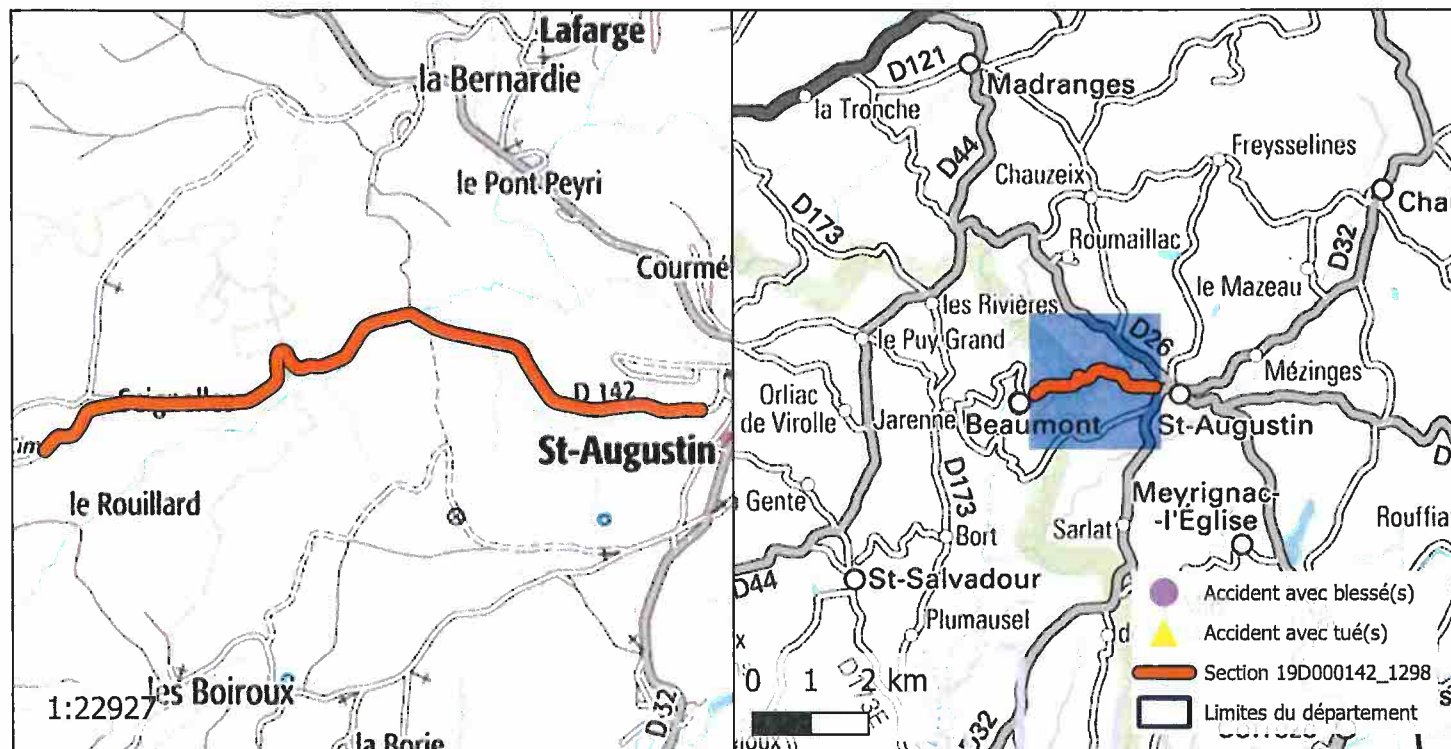 Lafarge
la Bernardie
le Pont-Peyri
Courmé
D 142
St-Augustin
le Rouillard
les Boiroux
1:22927
la Borie
D 32
D121
Madranges
la Tronche
D44
Freysselines
Chauzeix
D173
Cha
Roumaillac
D32
le Mazeau
les Rivières
D26
le Puy Grand
Mézinges
Orliac
de Virolle
Jarenne
Beaumont
St-Augustin
D173
Gente
Meyrignac-
-l'Église
Sarlat
Rouffia
Bort
D44
St-Salvadour
Plumausel
D173E
0 1 2 km
D32
Accident avec blessé(s)
Accident avec tué(s)
Section 19D000142_1298
Limites du département